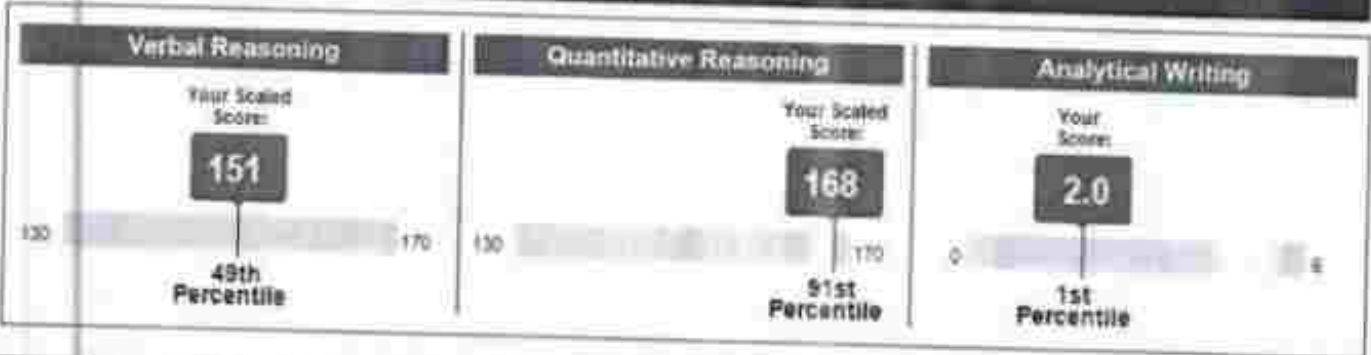 Verbal Reasoning
Your Scaled
Score:
151
130
170
49th
Percentile
Quantitative Reasoning
Your Scaled
Score:
168
130
170
91st
Percentile
Analytical Writing
Your
Score:
2.0
0
6
1st
Percentile